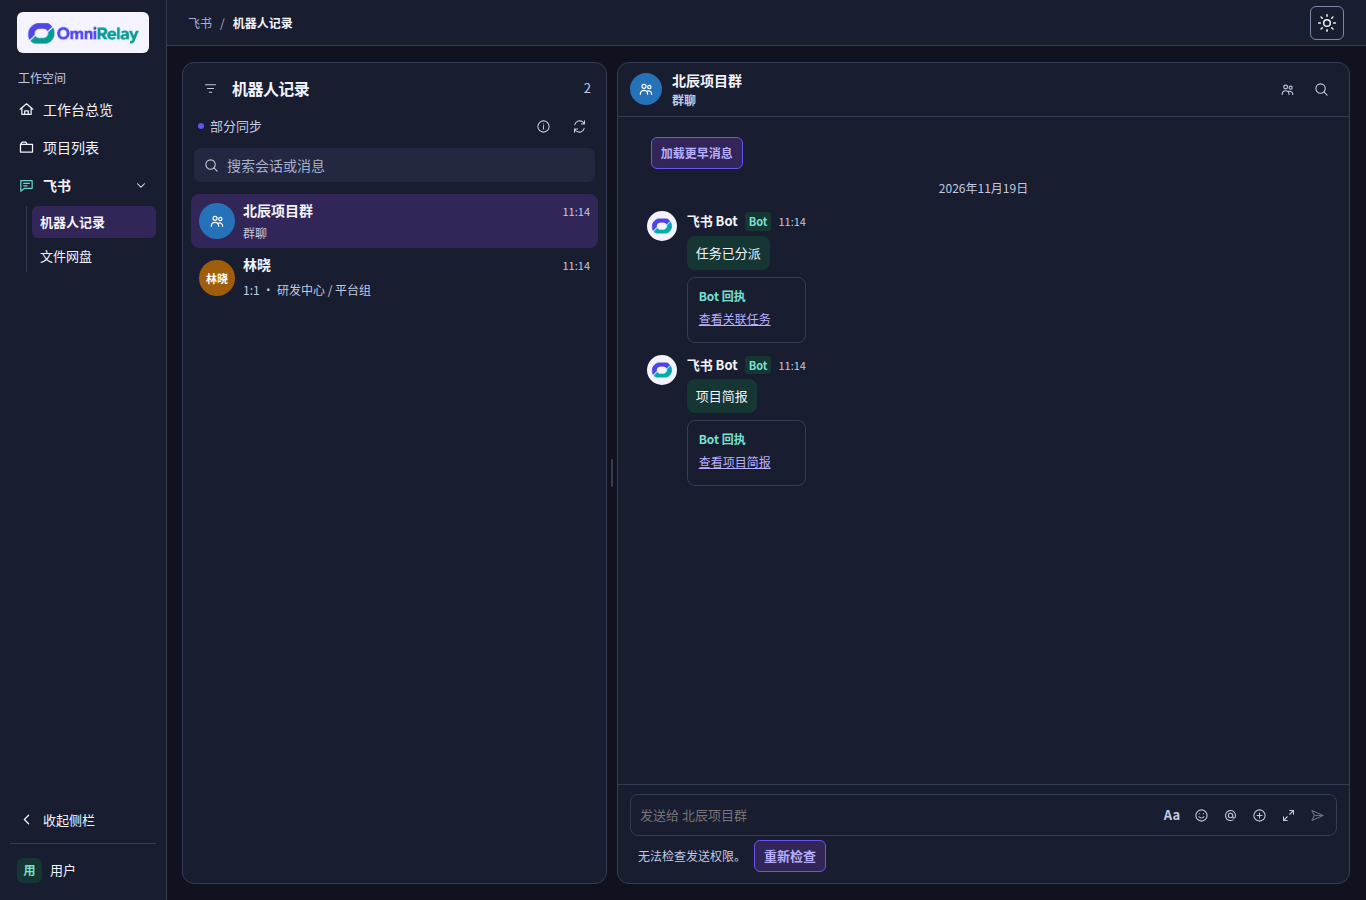 OmniRelay
工作空间
工作台总览
项目列表
飞书
机器人记录
文件网盘
收起侧栏
用 用户
飞书 / 机器人记录
机器人记录 2
部分同步
搜索会话或消息
北辰项目群 11:14
群聊
林晓 林晓 11:14
1:1 • 研发中心 / 平台组
北辰项目群
群聊
加载更早消息
2026年11月19日
飞书 Bot Bot 11:14
任务已分派
Bot 回执
查看关联任务
飞书 Bot Bot 11:14
项目简报
Bot 回执
查看项目简报
发送给 北辰项目群 Aa
无法检查发送权限。 重新检查